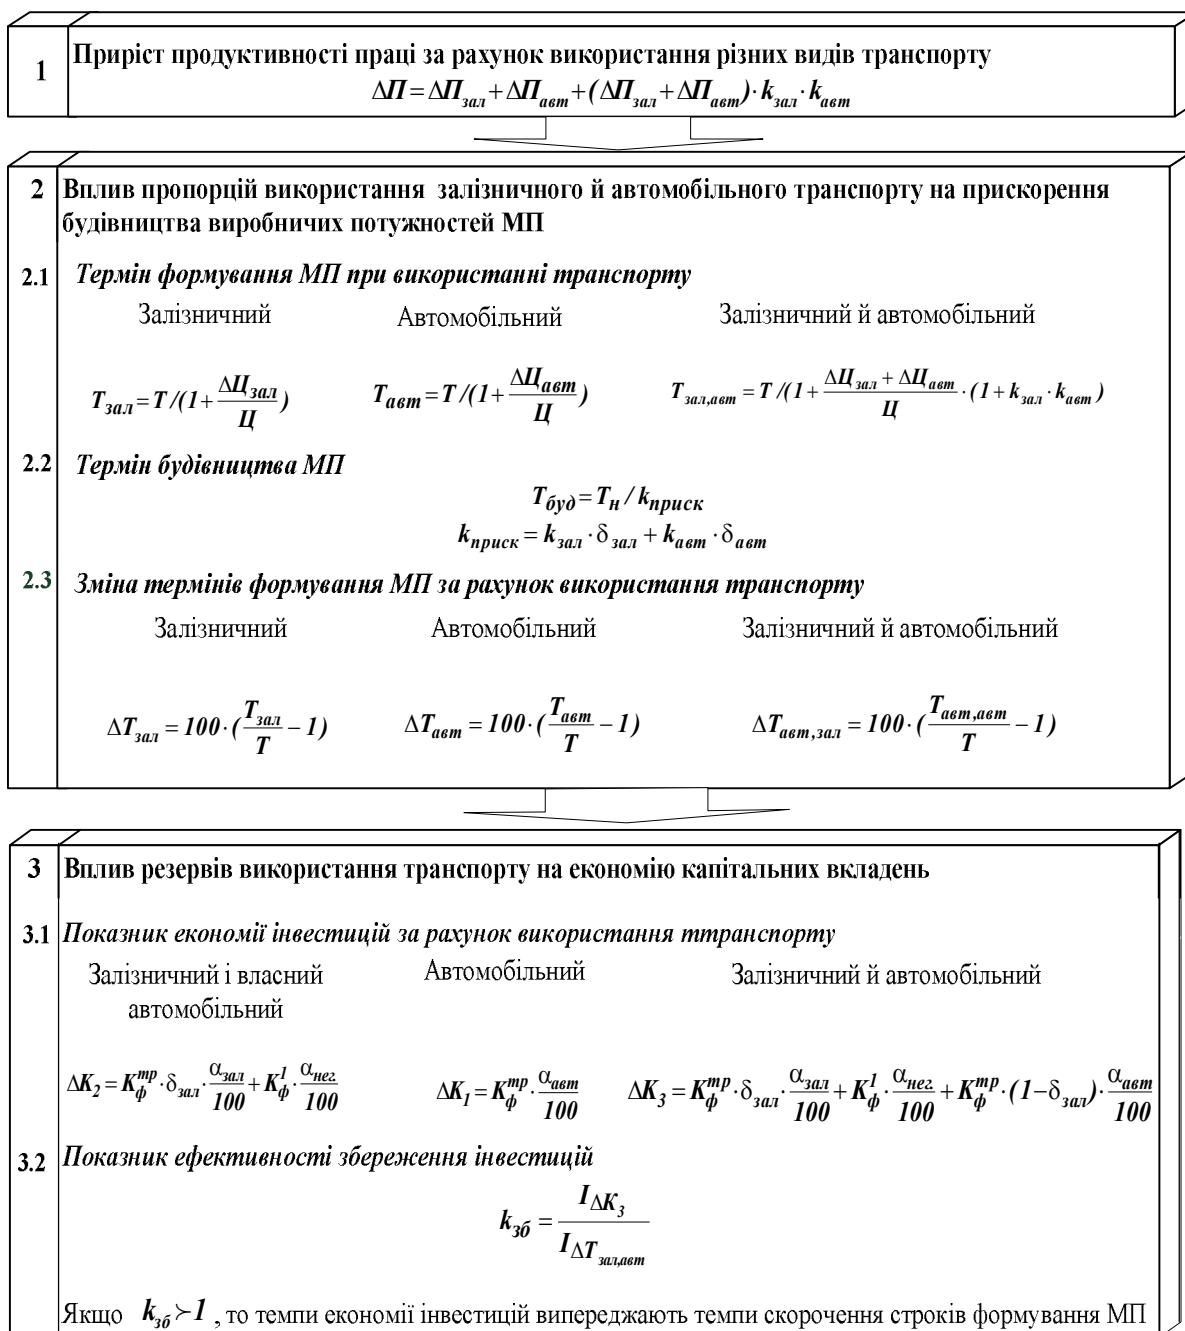 1
Приріст продуктивності праці за рахунок використання різних видів транспорту
ΔП = ΔП_зал + ΔП_авт + (ΔП_зал + ΔП_авт) · k_зал · k_авт
2 Вплив пропорцій використання залізничного й автомобільного транспорту на прискорення
будівництва виробничих потужностей МП
2.1 Термін формування МП при використанні транспорту
Залізничний Автомобільний Залізничний й автомобільний
T_зал = T /(1 + ΔЦ_зал / Ц) T_авт = T /(1 + ΔЦ_авт / Ц) T_зал,авт = T /(1 + (ΔЦ_зал + ΔЦ_авт) / Ц · (1 + k_зал · k_авт)
2.2 Термін будівництва МП
T_буд = T_н / k_приск
k_приск = k_зал · δ_зал + k_авт · δ_авт
2.3 Зміна термінів формування МП за рахунок використання транспорту
Залізничний Автомобільний Залізничний й автомобільний
ΔT_зал = 100 · (T_зал / T − 1) ΔT_авт = 100 · (T_авт / T − 1) ΔT_авт,зал = 100 · (T_авт,авт / T − 1)
3 Вплив резервів використання транспорту на економію капітальних вкладень
3.1 Показник економії інвестицій за рахунок використання ттранспорту
Залізничний і власний Автомобільний Залізничний й автомобільний
автомобільний
ΔK_2 = K_ф^тр · δ_зал · α_зал / 100 + K_ф^1 · α_нег / 100 ΔK_1 = K_ф^тр · α_авт / 100 ΔK_3 = K_ф^тр · δ_зал · α_зал / 100 + K_ф^1 · α_нег / 100 + K_ф^тр · (1 − δ_зал) · α_авт / 100
3.2 Показник ефективності збереження інвестицій
k_зб = I_ΔK_3 / I_ΔT_зал,авт
Якщо k_зб ≻ 1 , то темпи економії інвестицій випереджають темпи скорочення строків формування МП